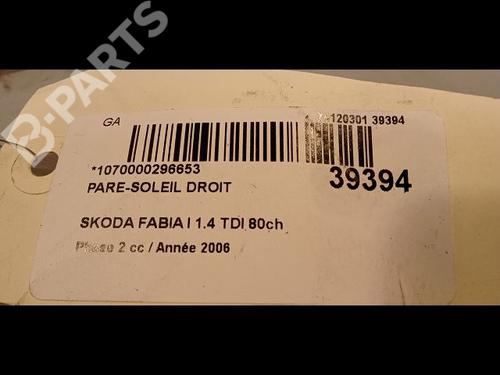 B-PARTS
GA
120301 39394
*1070000296653
39394
PARE-SOLEIL DROIT
SKODA FABIA I 1.4 TDI 80ch
Phase 2 cc / Année 2006